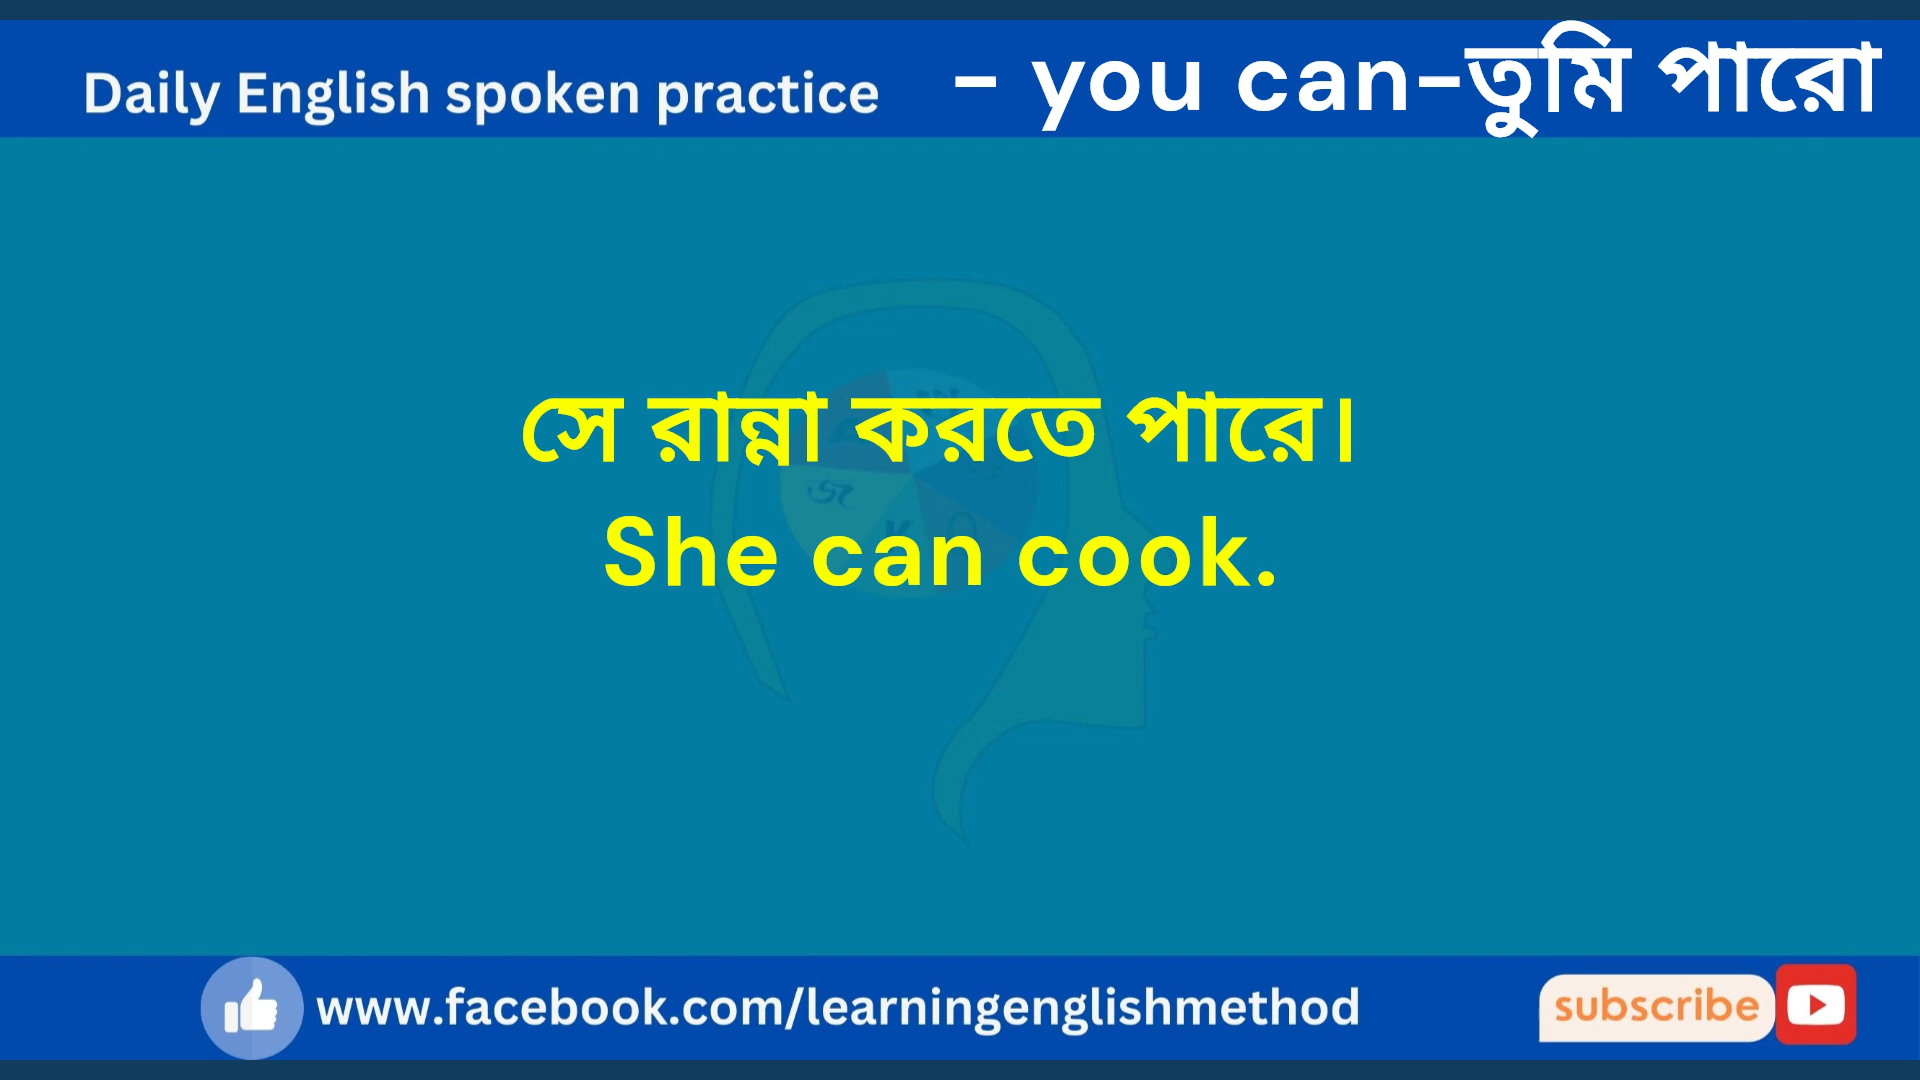 Daily English spoken practice - you can-তুমি পারো
সে রান্না করতে পারে।
She can cook.
www.facebook.com/learningenglishmethod
subscribe